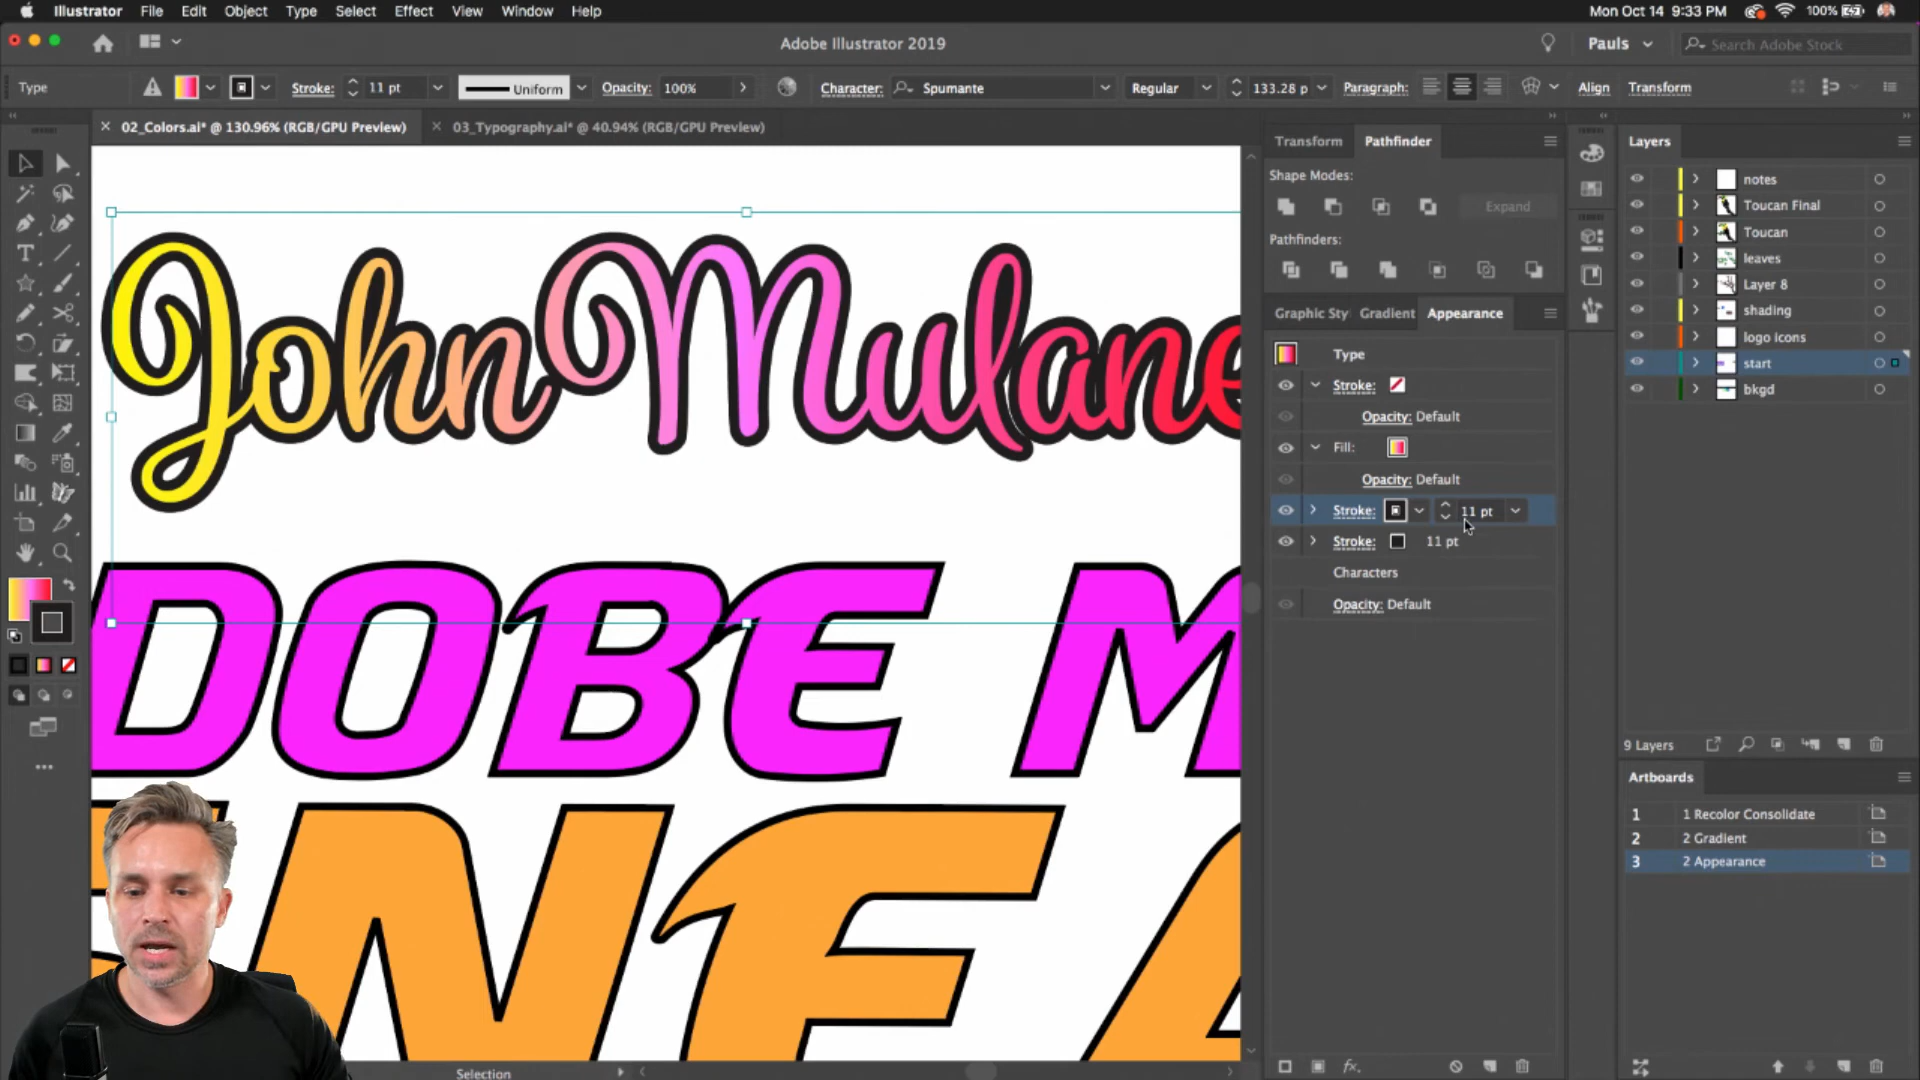 Illustrator File Edit Object Type Select Effect View Window Help
Mon Oct 14 9:33 PM 100%
Adobe Illustrator 2019
Pauls
Search Adobe Stock
Type Stroke: 11 pt Uniform Opacity: 100% Character: Spumante Regular 133.28 p Paragraph: Align Transform
02_Colors.ai* @ 130.96% (RGB/GPU Preview) 03_Typography.ai* @ 40.94% (RGB/GPU Preview)
Transform Pathfinder
Shape Modes:
Expand
Pathfinders:
Graphic Sty Gradient Appearance
Type
Stroke:
Opacity: Default
Fill:
Opacity: Default
Stroke: 11 pt
Stroke: 11 pt
Characters
Opacity: Default
Layers
notes
Toucan Final
Toucan
leaves
Layer 8
shading
logo icons
start
bkgd
9 Layers
Artboards
1 1 Recolor Consolidate
2 2 Gradient
3 2 Appearance
John Mulane
DOBE M
Selection